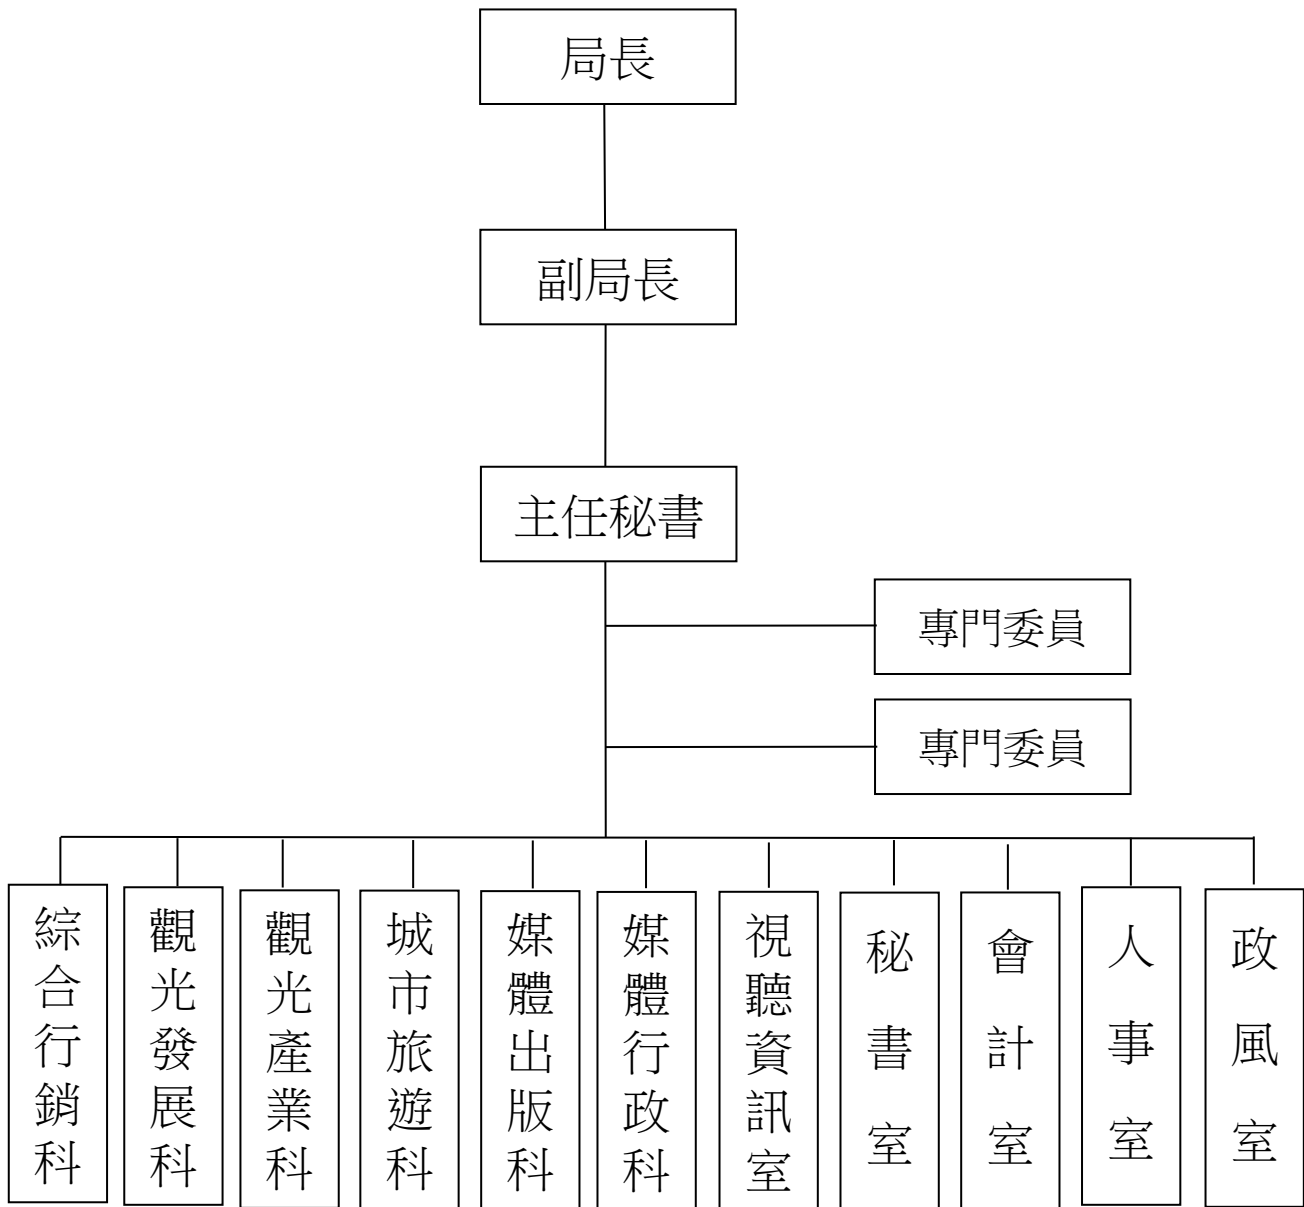 局長
副局長
主任秘書
專門委員
專門委員
綜合行銷科
觀光發展科
觀光產業科
城市旅遊科
媒體出版科
媒體行政科
視聽資訊室
秘書室
會計室
人事室
政風室